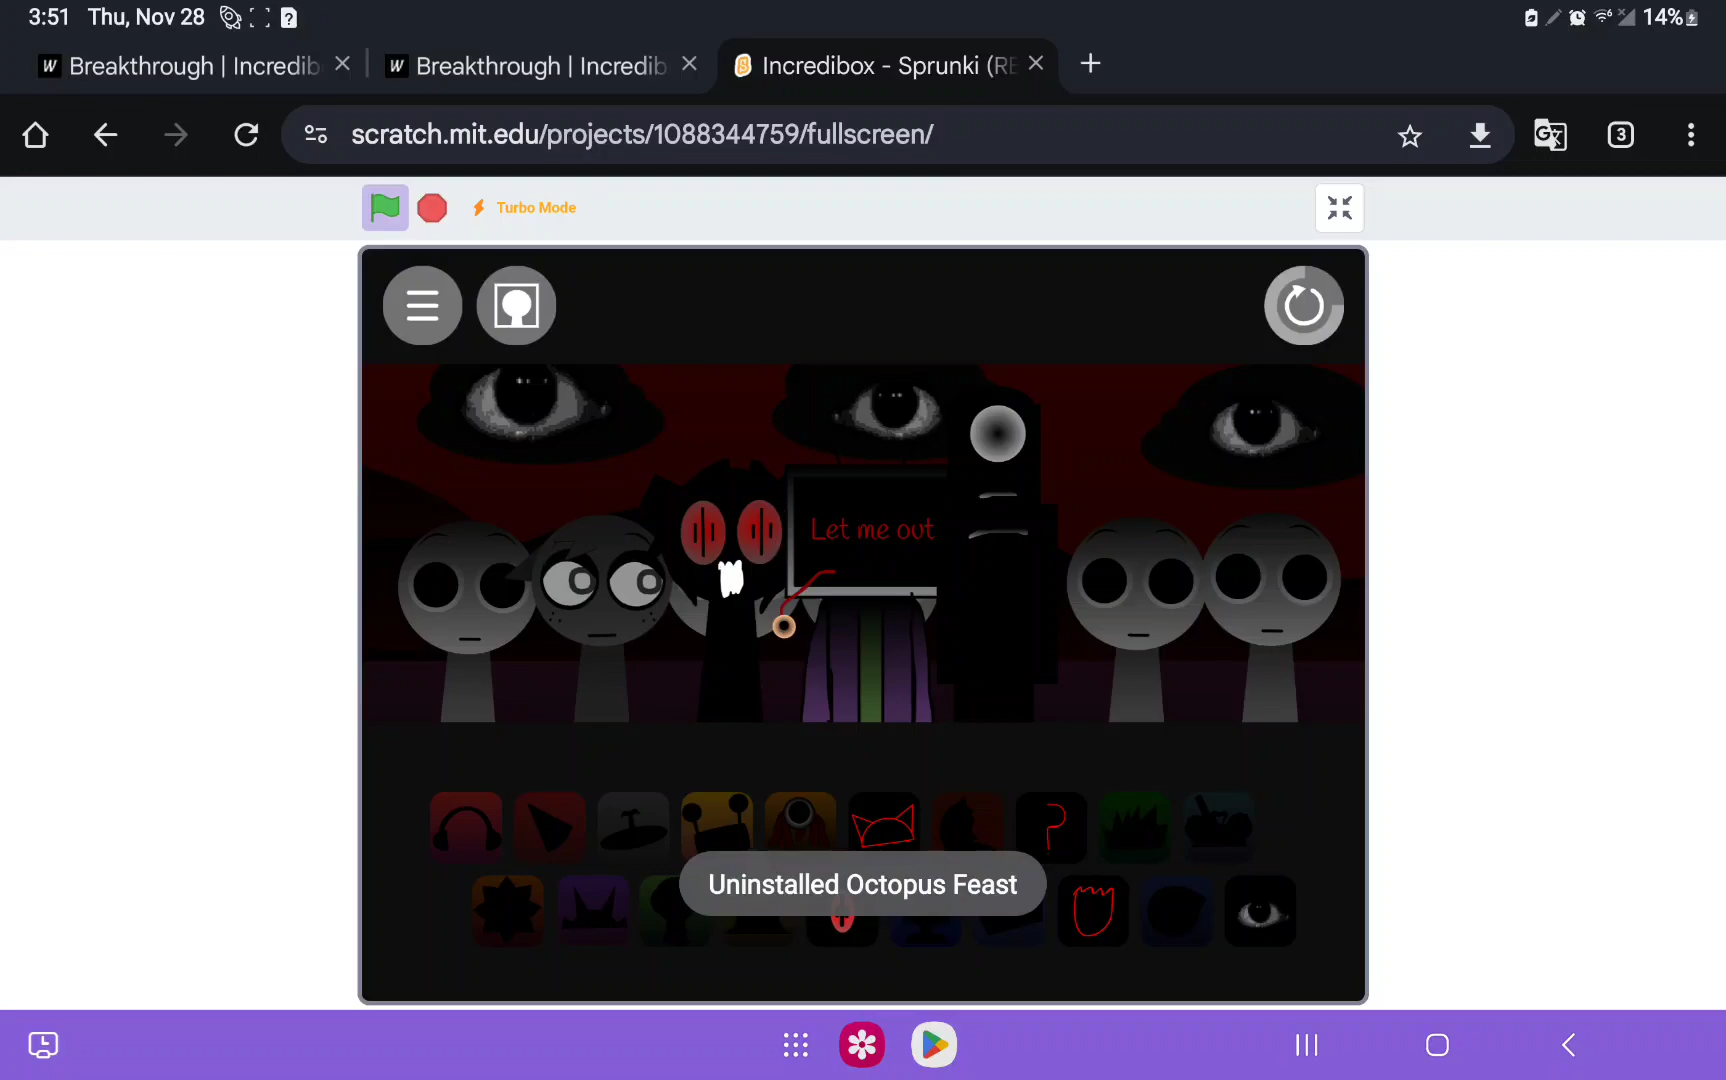 3:51 Thu, Nov 28
14%
Breakthrough | Incredib
Breakthrough | Incredib
Incredibox - Sprunki (RE
scratch.mit.edu/projects/1088344759/fullscreen/
3
Turbo Mode
Let me out
Uninstalled Octopus Feast